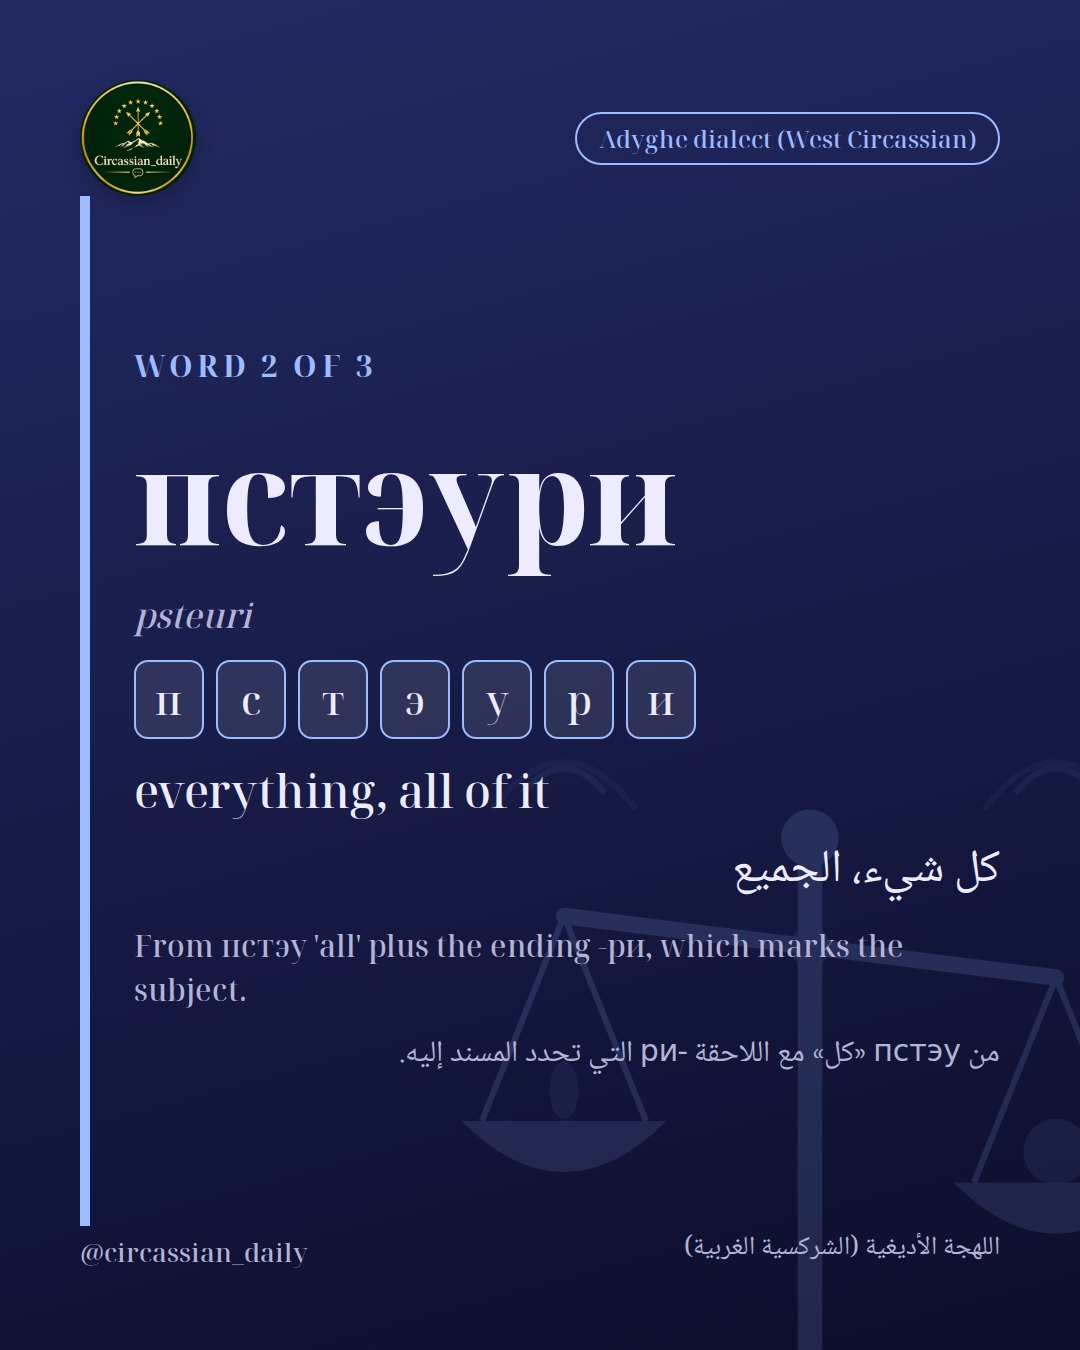 Circassian_daily
Adyghe dialect (West Circassian)
WORD 2 OF 3
пстэури
psteuri
п с т э у р и
everything, all of it
كل شيء، الجميع
From пстэу 'all' plus the ending -ри, which marks the
subject.
من пстэу «كل» مع اللاحقة -ри التي تحدد المسند إليه.
@circassian_daily
اللهجة الأديغية (الشركسية الغربية)